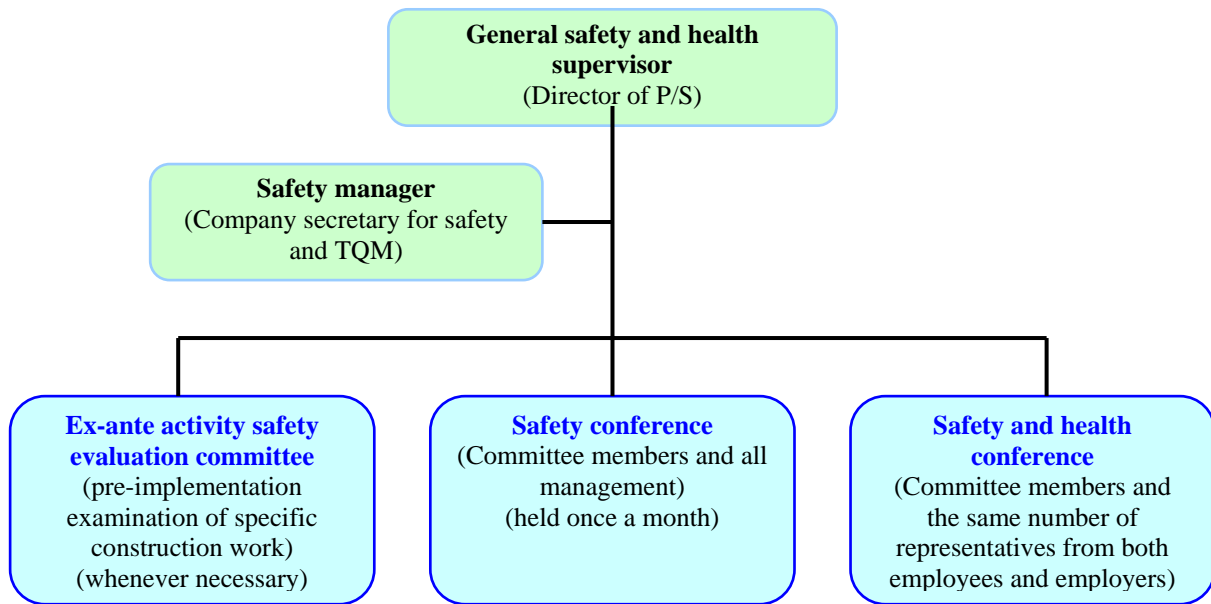 General safety and health
supervisor
(Director of P/S)
Safety manager
(Company secretary for safety
and TQM)
Ex-ante activity safety
evaluation committee
(pre-implementation
examination of specific
construction work)
(whenever necessary)
Safety conference
(Committee members and all
management)
(held once a month)
Safety and health
conference
(Committee members and
the same number of
representatives from both
employees and employers)